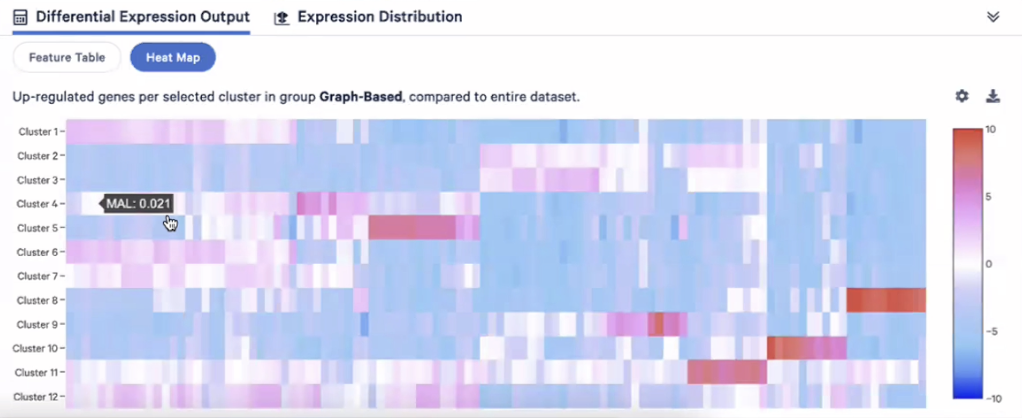 Differential Expression Output Expression Distribution
Feature Table Heat Map
Up-regulated genes per selected cluster in group Graph-Based, compared to entire dataset.
Cluster 1
Cluster 2
Cluster 3
Cluster 4
Cluster 5
Cluster 6
Cluster 7
Cluster 8
Cluster 9
Cluster 10
Cluster 11
Cluster 12
MAL: 0.021
10
5
0
−5
−10